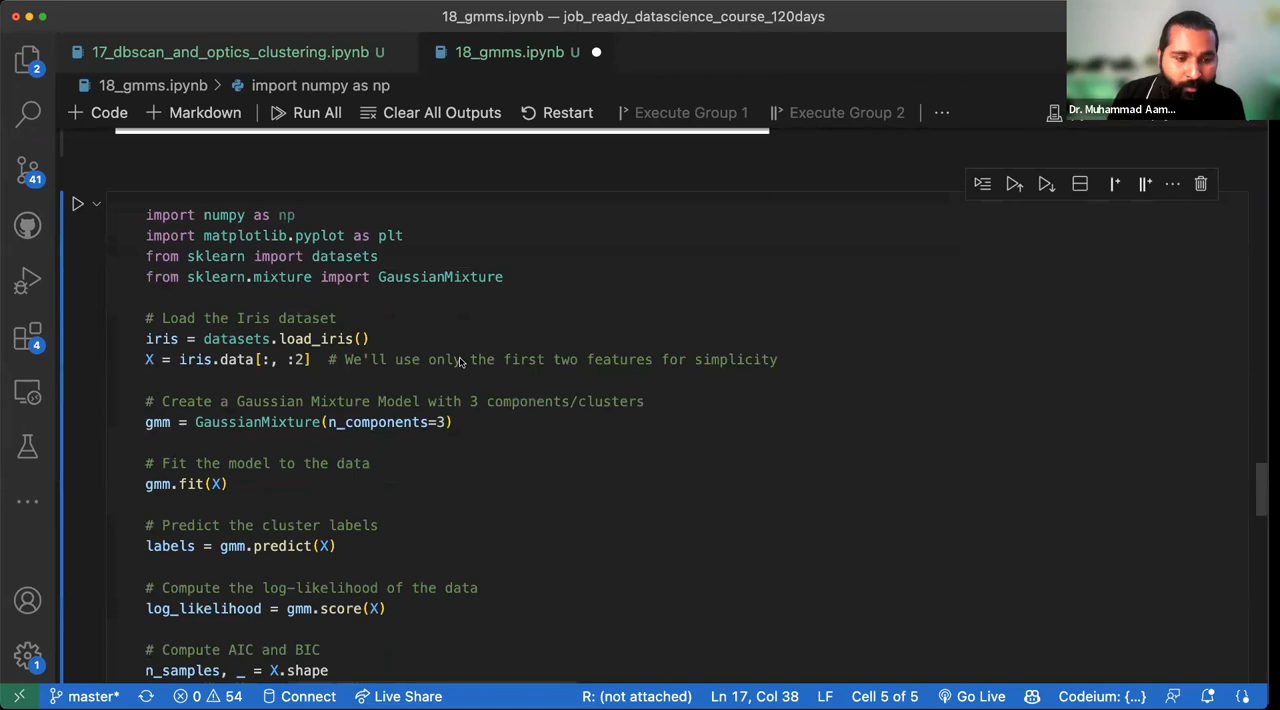 18_gmms.ipynb — job_ready_datascience_course_120days
17_dbscan_and_optics_clustering.ipynb U
18_gmms.ipynb U
18_gmms.ipynb > import numpy as np
Code
Markdown
Run All
Clear All Outputs
Restart
Execute Group 1
Execute Group 2
...
Dr. Muhammad Aam...
2
41
4
1
import numpy as np
import matplotlib.pyplot as plt
from sklearn import datasets
from sklearn.mixture import GaussianMixture
# Load the Iris dataset
iris = datasets.load_iris()
X = iris.data[:, :2]  # We'll use only the first two features for simplicity
# Create a Gaussian Mixture Model with 3 components/clusters
gmm = GaussianMixture(n_components=3)
# Fit the model to the data
gmm.fit(X)
# Predict the cluster labels
labels = gmm.predict(X)
# Compute the log-likelihood of the data
log_likelihood = gmm.score(X)
# Compute AIC and BIC
n_samples, _ = X.shape
master* 0 54 Connect Live Share R: (not attached) Ln 17, Col 38 LF Cell 5 of 5 Go Live Codeium: {...}